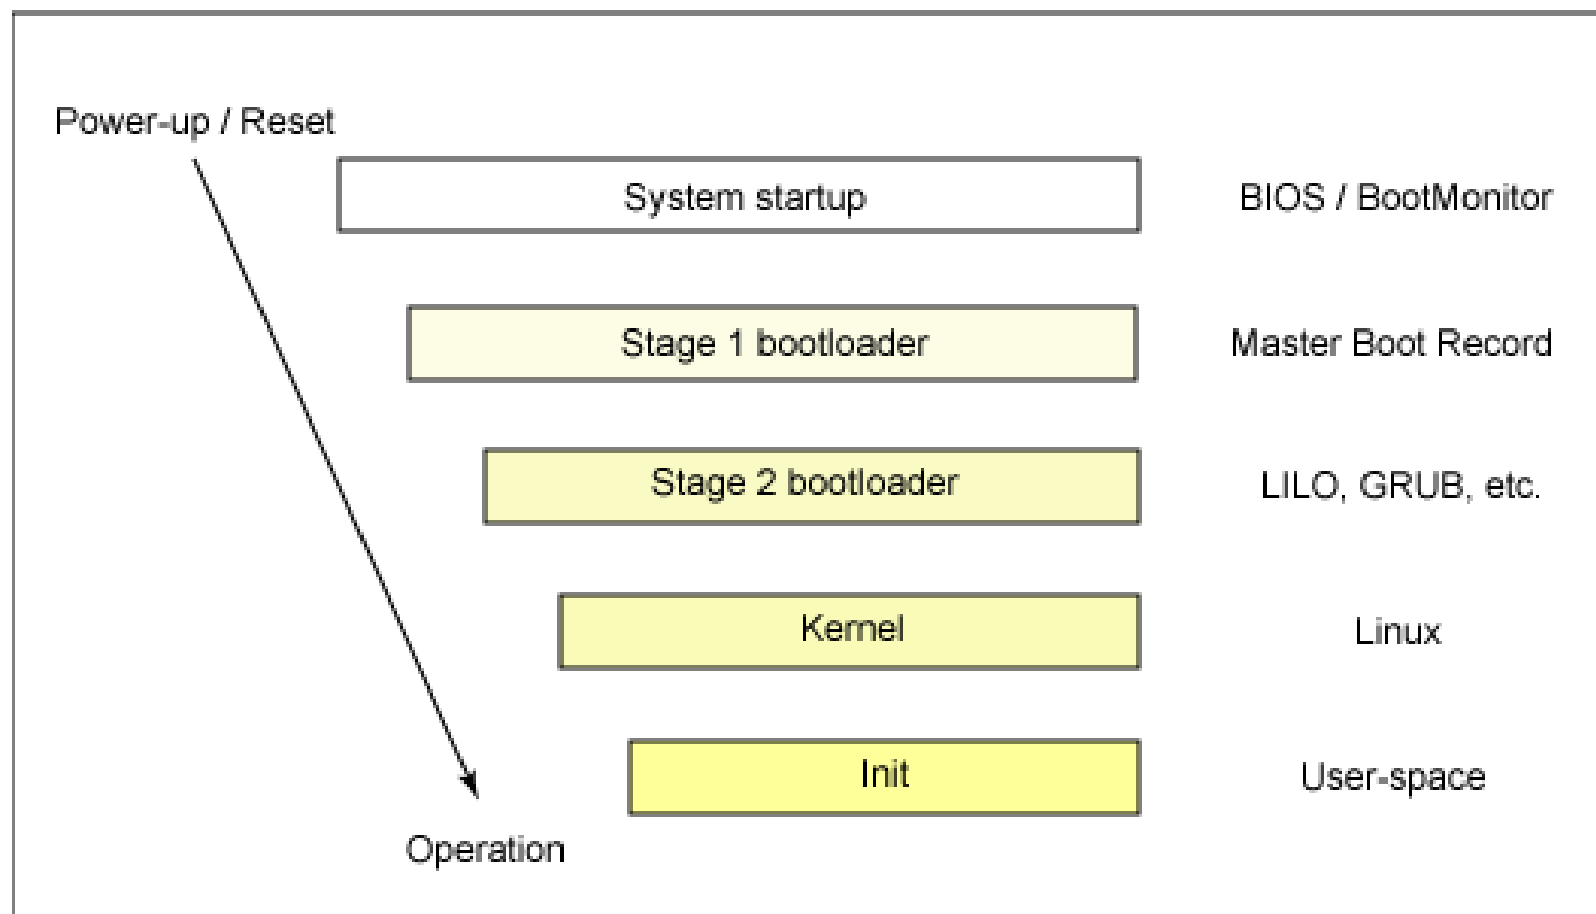 Power-up / Reset
System startup
BIOS / BootMonitor
Stage 1 bootloader
Master Boot Record
Stage 2 bootloader
LILO, GRUB, etc.
Kernel
Linux
Init
User-space
Operation